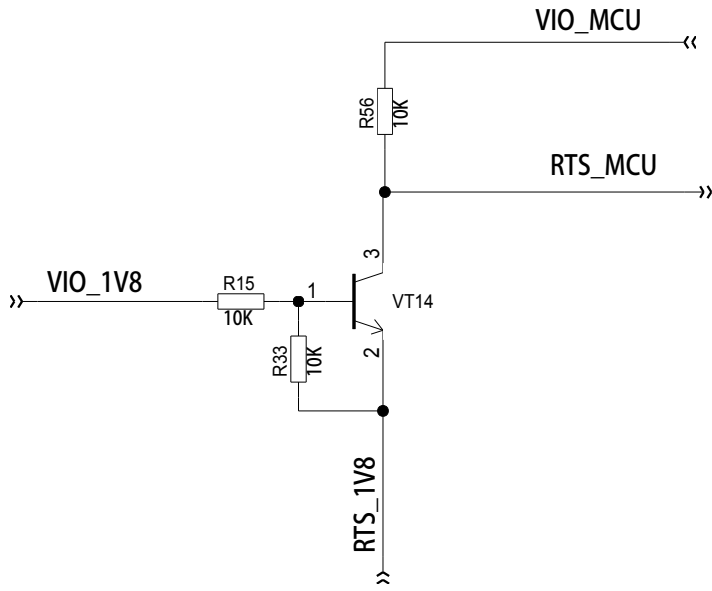 VIO_MCU
R56
10K
RTS_MCU
3
VIO_1V8
R15
10K
1
VT14
R33
10K
2
RTS_1V8